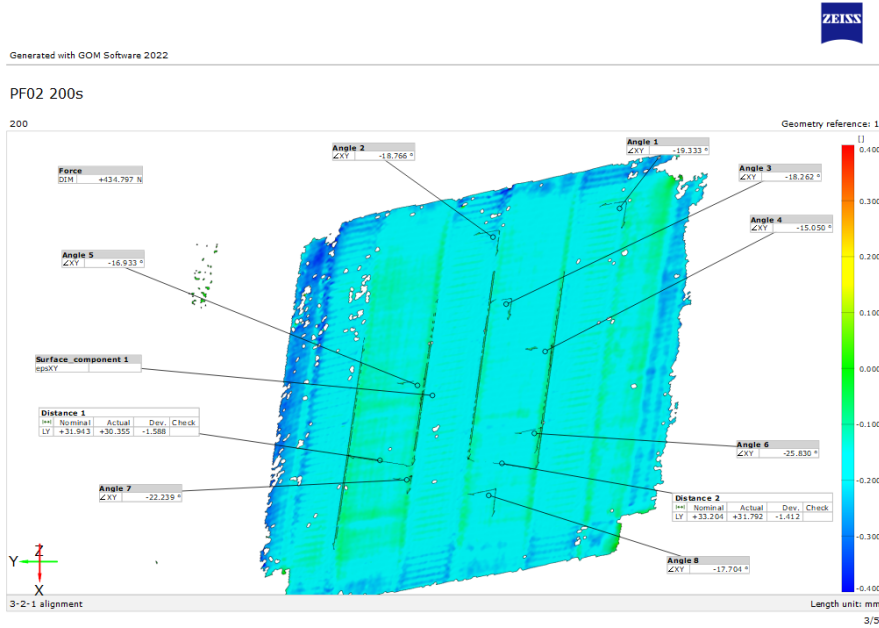 ZEISS
Generated with GOM Software 2022
PF02 200s
200
Geometry reference: 1
[]
Angle 2
∠XY -18.766 °
Angle 1
∠XY -19.333 °
Force
DIM +434.797 N
Angle 3
∠XY -18.262 °
Angle 4
∠XY -15.050 °
Angle 5
∠XY -16.933 °
Surface_component 1
epsXY
Distance 1
Nominal Actual Dev. Check
LY +31.943 +30.355 -1.588
Angle 6
∠XY -25.830 °
Angle 7
∠XY -22.239 °
Distance 2
Nominal Actual Dev. Check
LY +33.204 +31.792 -1.412
Angle 8
∠XY -17.704 °
0.400
0.300
0.200
0.100
0.000
-0.100
-0.200
-0.300
-0.400
Z
Y
X
3-2-1 alignment
Length unit: mm
3/5